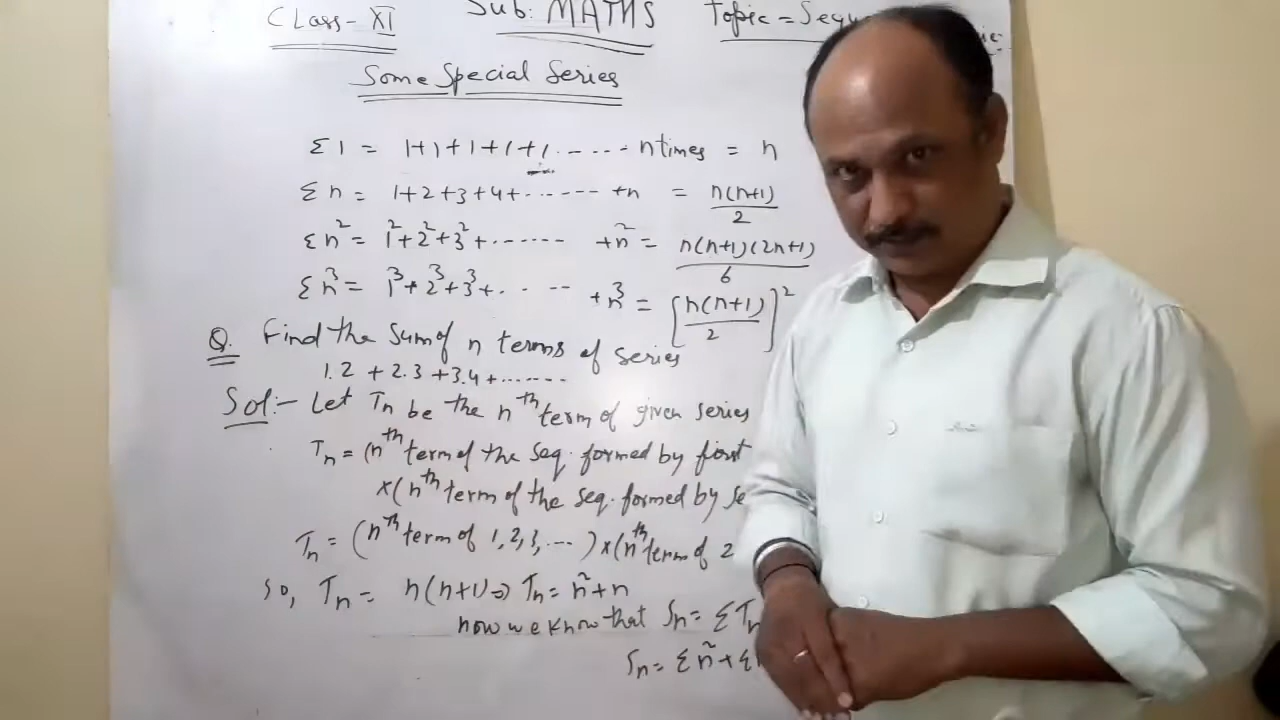 Class-XI Sub: MATHS Topic = Sequ
Some Special Series
Σ1 = 1+1+1+1+1...---- n times = n
Σn = 1+2+3+4+------- +n = n(n+1)/2
Σn² = 1²+2²+3²+------- +n² = n(n+1)(2n+1)/6
Σn³ = 1³+2³+3³+.. . -- +n³ = [n(n+1)/2]²
Q. Find the sum of n terms of series
1.2 + 2.3 +3.4+.......
Sol:- Let Tn be the nth term of given series
Tn = (nth term of the seq. formed by first
×(nth term of the seq. formed by se
Tn = (nth term of 1,2,3,---)×(nth term of 2
so, Tn = n(n+1) ⇒ Tn = n²+n
now we know that Sn = ΣTn
Sn = Σn²+Σ